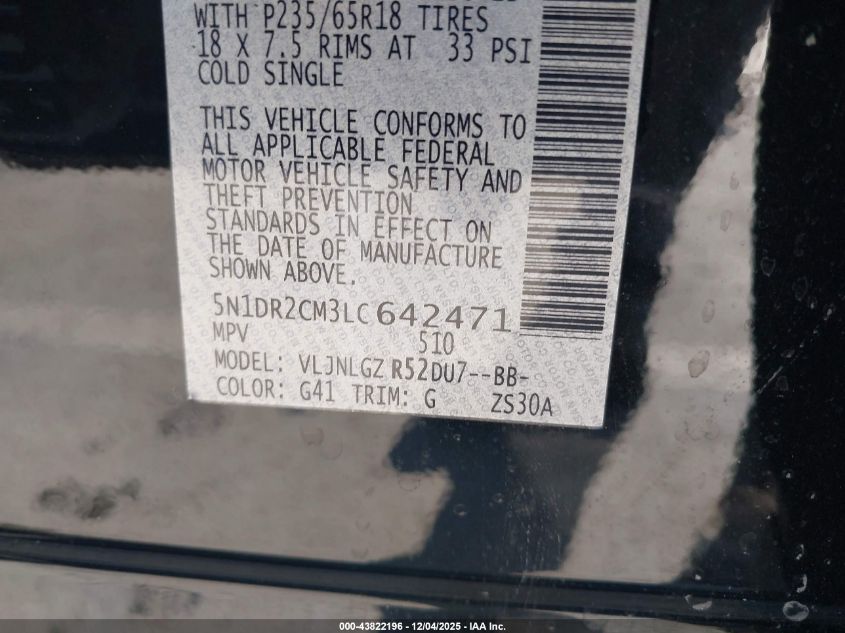 WITH P235/65R18 TIRES
18 X 7.5 RIMS AT 33 PSI
COLD SINGLE
THIS VEHICLE CONFORMS TO
ALL APPLICABLE FEDERAL
MOTOR VEHICLE SAFETY AND
THEFT PREVENTION
STANDARDS IN EFFECT ON
THE DATE OF MANUFACTURE
SHOWN ABOVE.
5N1DR2CM3LC642471
MPV 510
MODEL: VLJNLGZ R52DU7--BB-
COLOR: G41 TRIM: G ZS30A
000-43822196 - 12/04/2025 - IAA Inc.